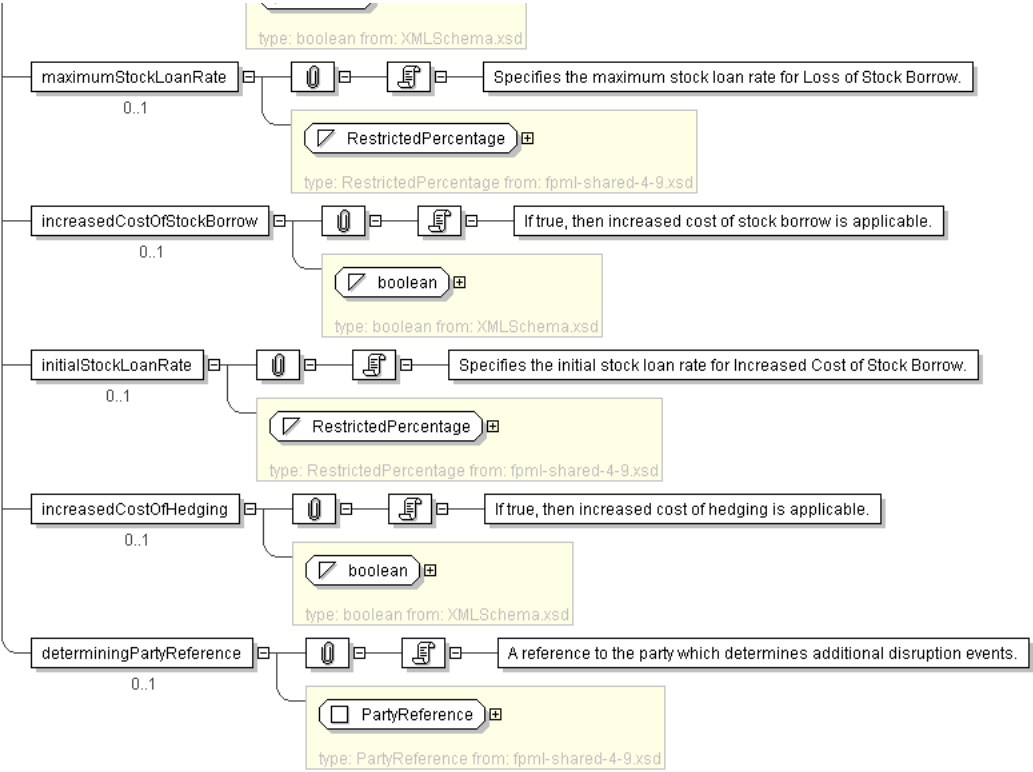 type: boolean from: XMLSchema.xsd
maximumStockLoanRate
Specifies the maximum stock loan rate for Loss of Stock Borrow.
0..1
RestrictedPercentage
type: RestrictedPercentage from: fpml-shared-4-9.xsd
increasedCostOfStockBorrow
If true, then increased cost of stock borrow is applicable.
0..1
boolean
type: boolean from: XMLSchema.xsd
initialStockLoanRate
Specifies the initial stock loan rate for Increased Cost of Stock Borrow.
0..1
RestrictedPercentage
type: RestrictedPercentage from: fpml-shared-4-9.xsd
increasedCostOfHedging
If true, then increased cost of hedging is applicable.
0..1
boolean
type: boolean from: XMLSchema.xsd
determiningPartyReference
A reference to the party which determines additional disruption events.
0..1
PartyReference
type: PartyReference from: fpml-shared-4-9.xsd